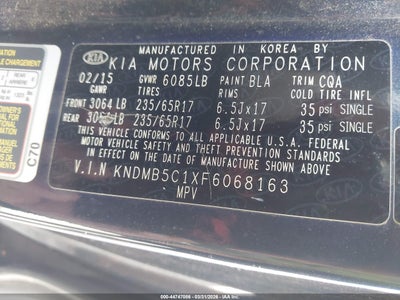 MANUFACTURED IN KOREA BY
KIA KIA MOTORS CORPORATION
02/15 GVWR 6085LB PAINT BLA TRIM CQA
TIRES RIMS COLD TIRE INFL
FRONT 3064LB 235/65R17 6.5J×17 35 psi SINGLE
REAR LB 235/65R17 6.5J×17 35 psi SINGLE
THIS VEHICLE CONFORMS TO ALL APPLICABLE U.S.A. FEDERAL
MOTOR VEHICLE SAFETY, BUMPER, AND THEFT PREVENTION
STANDARDS IN EFFECT ON THE DATE OF MANUFACTURE
SHOWN ABOVE.
V.I.N KNDMB5C1XF6068163
MPV
C70